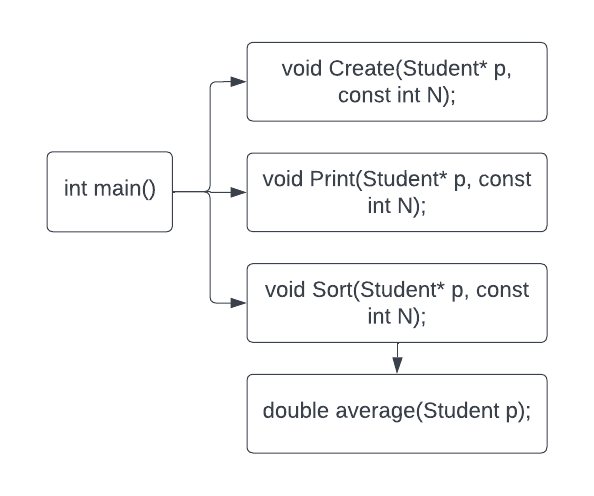 void Create(Student* p,
const int N);
int main()
void Print(Student* p, const
int N);
void Sort(Student* p, const
int N);
double average(Student p);